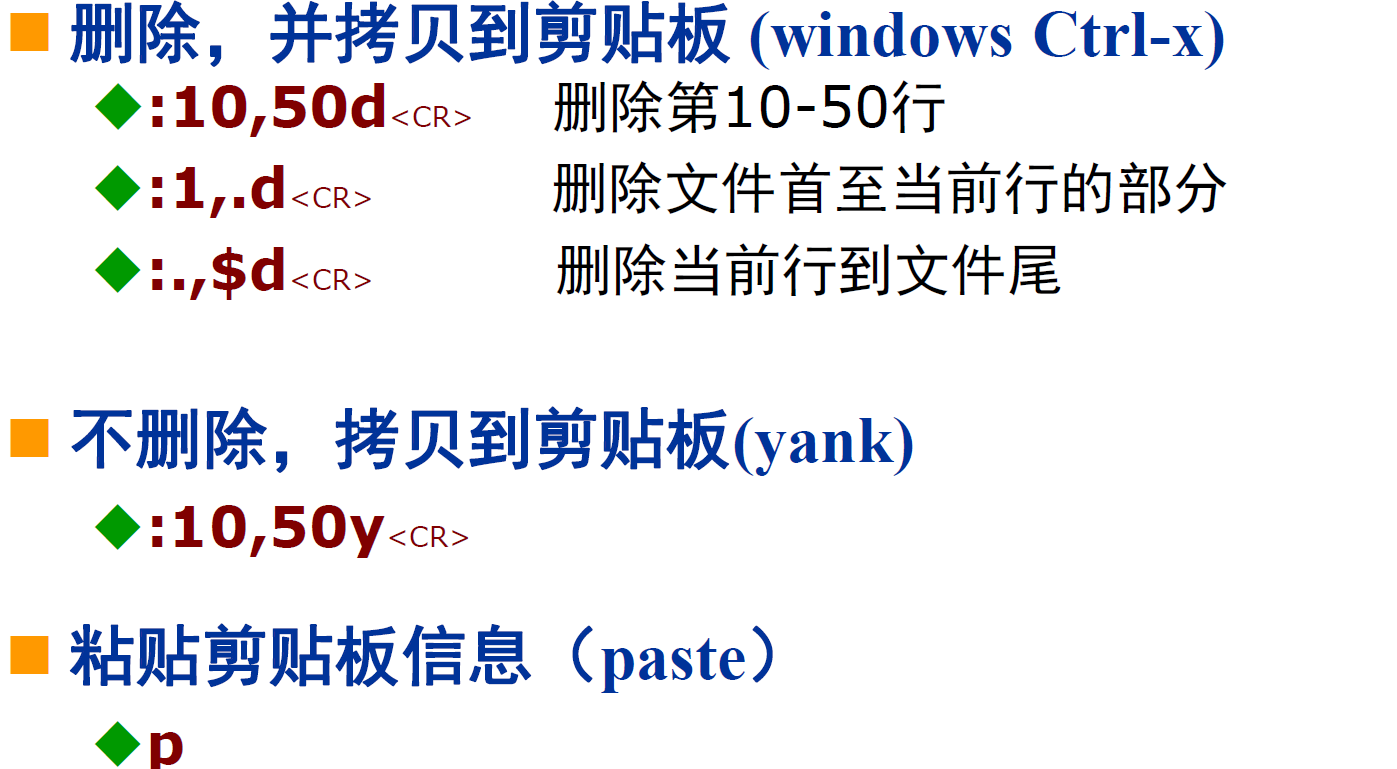 删除，并拷贝到剪贴板 (windows Ctrl-x)
:10,50d<CR> 删除第10-50行
:1,.d<CR> 删除文件首至当前行的部分
:.,$d<CR> 删除当前行到文件尾
不删除，拷贝到剪贴板(yank)
:10,50y<CR>
粘贴剪贴板信息（paste）
p